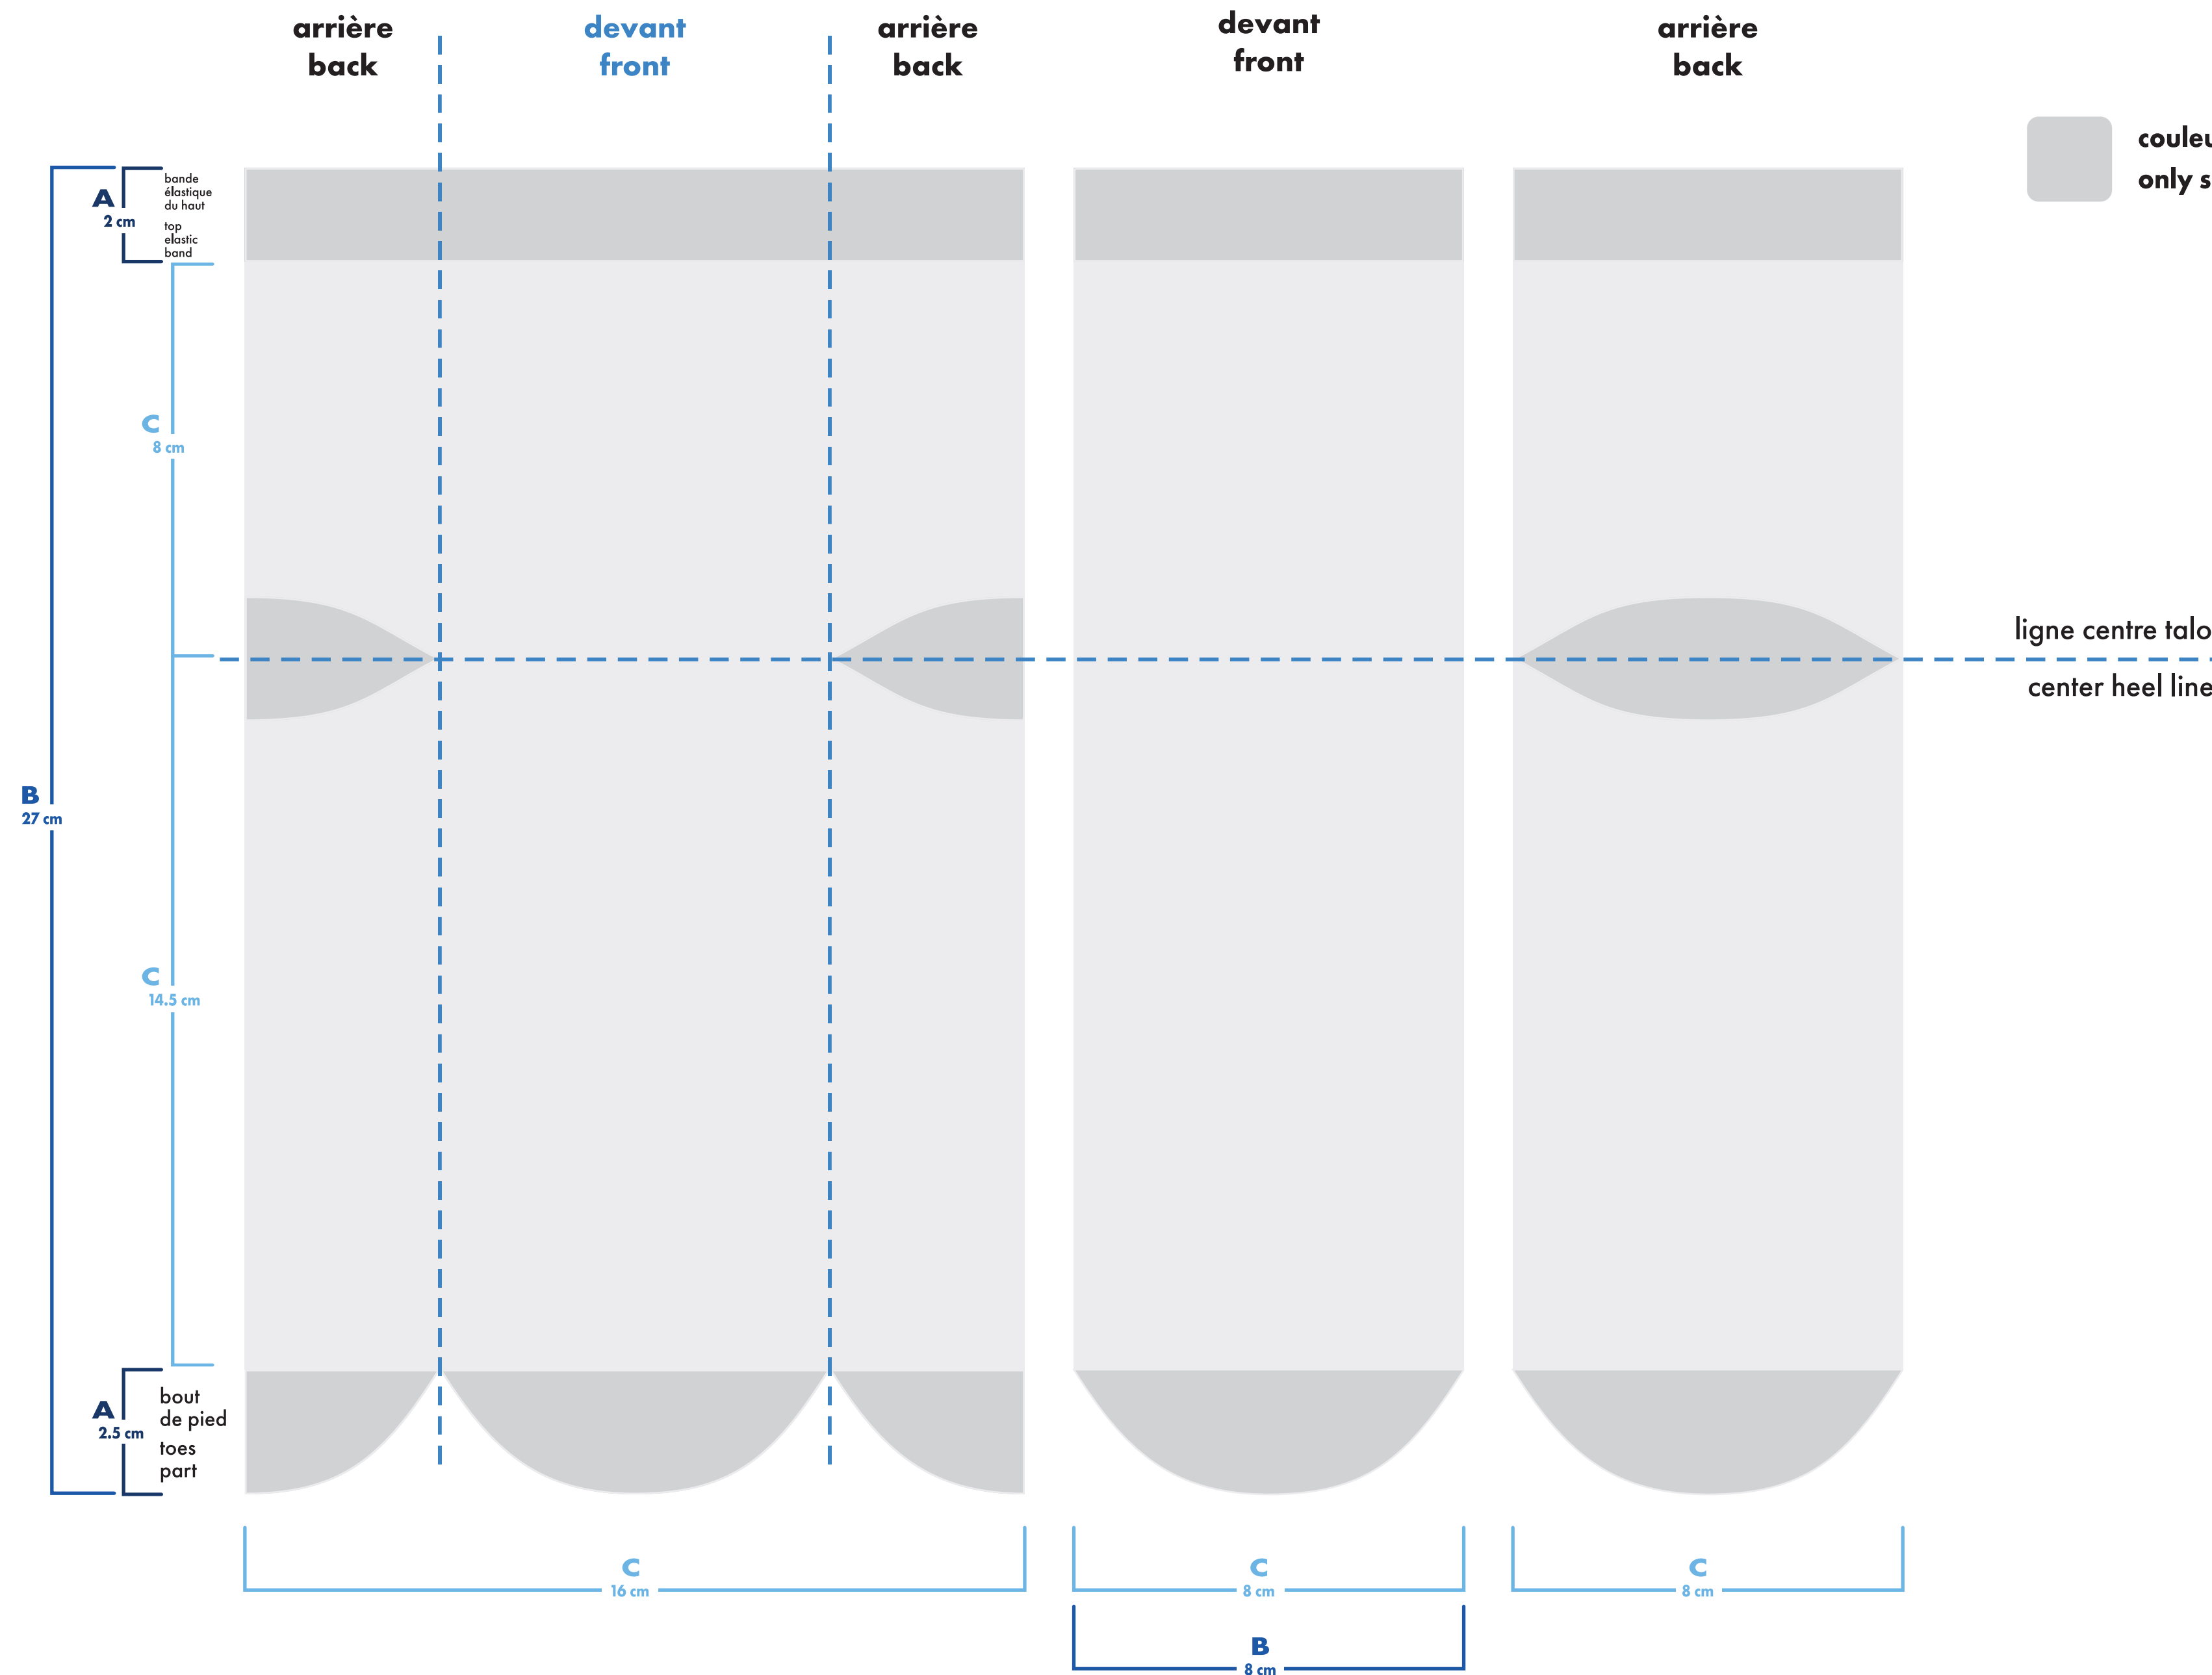 arrière
back
devant
front
arrière
back
devant
front
arrière
back
couleu
only s
A
2 cm
bande
élastique
du haut
top
elastic
band
C
8 cm
ligne centre talo
center heel line
B
27 cm
C
14.5 cm
A
2.5 cm
bout
de pied
toes
part
C
16 cm
C
8 cm
C
8 cm
B
8 cm